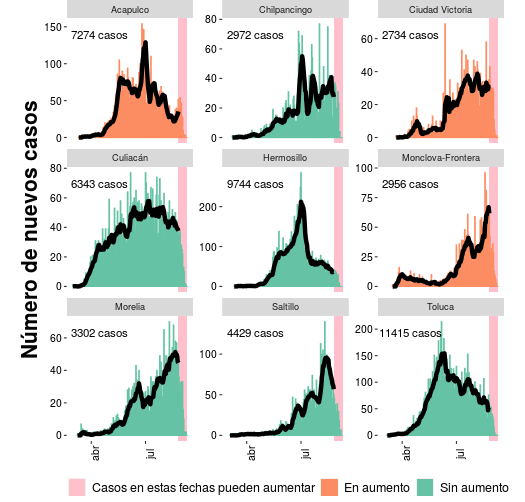 Número de nuevos casos
Acapulco
Chilpancingo
Ciudad Victoria
150
100
50
0
7274 casos
80
60
40
20
0
2972 casos
60
40
20
0
2734 casos
Culiacán
Hermosillo
Monclova-Frontera
80
60
40
20
0
6343 casos
200
100
0
9744 casos
100
75
50
25
0
2956 casos
Morelia
Saltillo
Toluca
60
40
20
0
3302 casos
100
50
0
4429 casos
200
150
100
50
0
11415 casos
abr
jul
abr
jul
abr
jul
Casos en estas fechas pueden aumentar
En aumento
Sin aumento